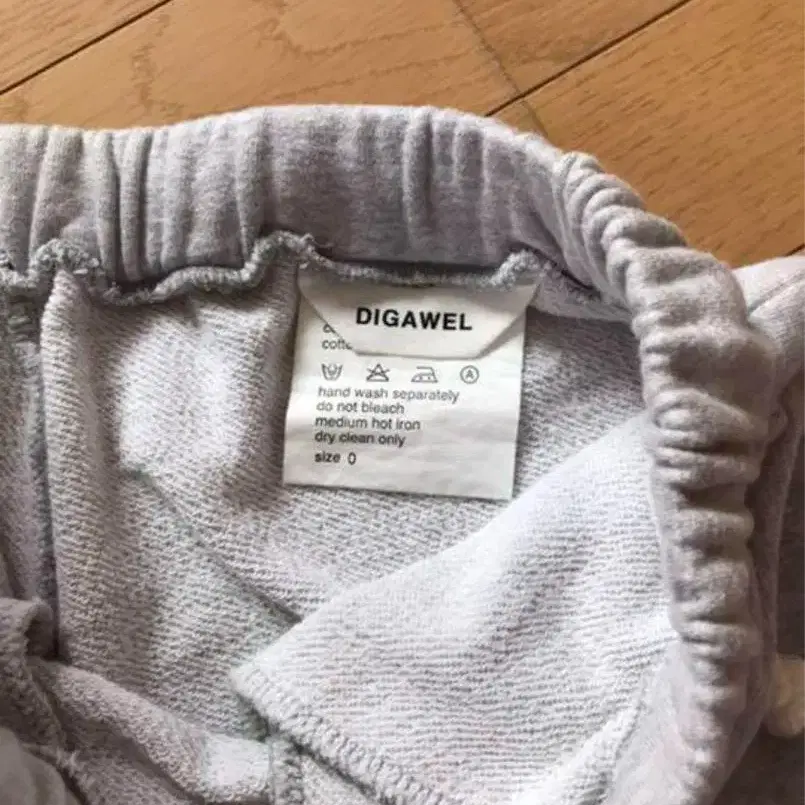 DIGAWEL
Ⓐ
hand wash separately
do not bleach
medium hot iron
dry clean only
size 0